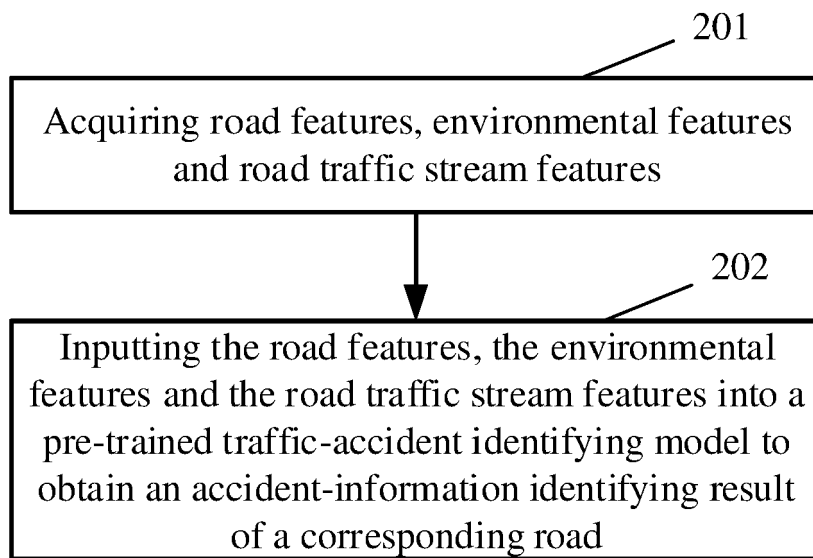 201
Acquiring road features, environmental features
and road traffic stream features
202
Inputting the road features, the environmental
features and the road traffic stream features into a
pre-trained traffic-accident identifying model to
obtain an accident-information identifying result
of a corresponding road